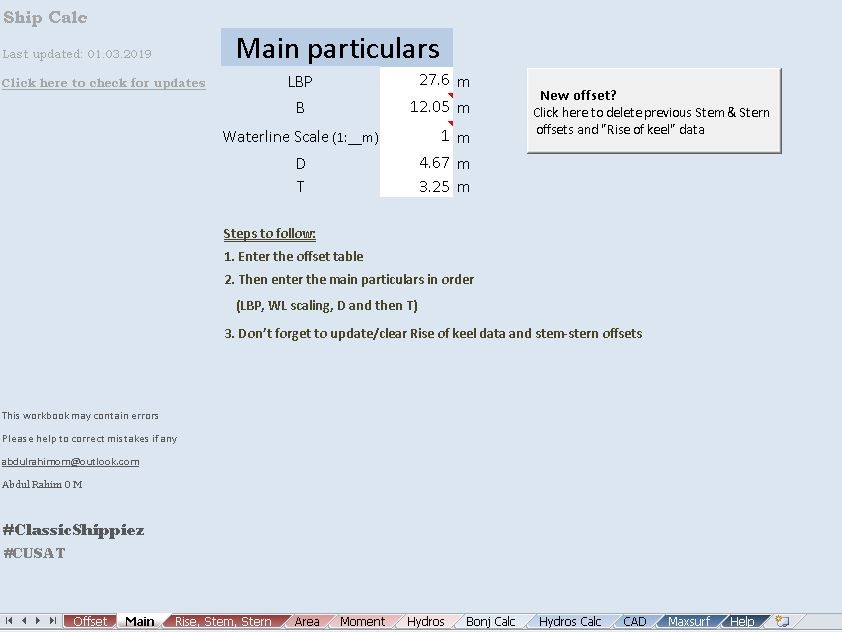 Ship Calc
Last updated: 01.03.2019
Click here to check for updates
Main particulars
LBP 27.6 m
B 12.05 m
Waterline Scale (1:__m) 1 m
D 4.67 m
T 3.25 m
New offset?
Click here to delete previous Stem & Stern
offsets and "Rise of keel" data
Steps to follow:
1. Enter the offset table
2. Then enter the main particulars in order
(LBP, WL scaling, D and then T)
3. Don't forget to update/clear Rise of keel data and stem-stern offsets
This workbook may contain errors
Please help to correct mistakes if any
abdulrahimom@outlook.com
Abdul Rahim O M
#ClassicShippiez
#CUSAT
Offset Main Rise, Stem, Stern Area Moment Hydros Bonj Calc Hydros Calc CAD Maxsurf Help